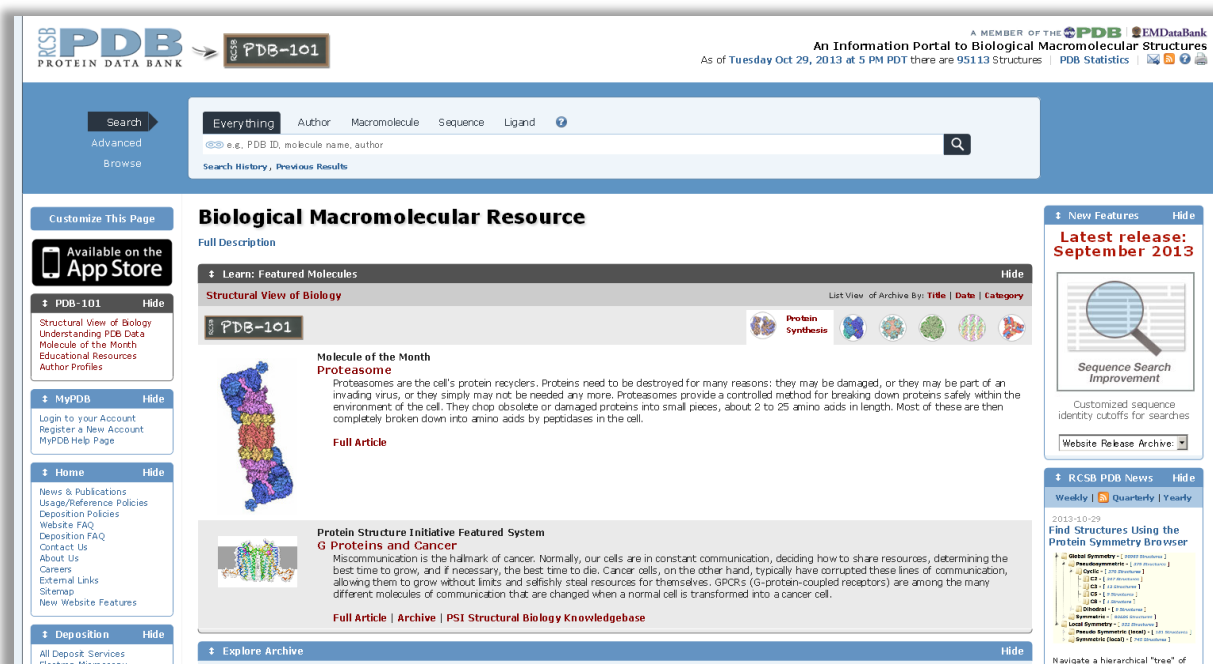 RCSB PDB
PROTEIN DATA BANK
RCSB PDB-101
A MEMBER OF THE PDB | EMDataBank
An Information Portal to Biological Macromolecular Structures
As of Tuesday Oct 29, 2013 at 5 PM PDT there are 95113 Structures | PDB Statistics |
Search
Advanced
Browse
Everything Author Macromolecule Sequence Ligand
e.g., PDB ID, molecule name, author
Search History, Previous Results
Customize This Page
Available on the
App Store
PDB-101 Hide
Structural View of Biology
Understanding PDB Data
Molecule of the Month
Educational Resources
Author Profiles
MyPDB Hide
Login to your Account
Register a New Account
MyPDB Help Page
Home Hide
News & Publications
Usage/Reference Policies
Deposition Policies
Website FAQ
Deposition FAQ
Contact Us
About Us
Careers
External Links
Sitemap
New Website Features
Deposition Hide
All Deposit Services
Biological Macromolecular Resource
Full Description
Learn: Featured Molecules Hide
Structural View of Biology List View of Archive By: Title | Date | Category
RCSB PDB-101
Protein
Synthesis
Molecule of the Month
Proteasome
Proteasomes are the cell's protein recyclers. Proteins need to be destroyed for many reasons: they may be damaged, or they may be part of an
invading virus, or they simply may not be needed any more. Proteasomes provide a controlled method for breaking down proteins safely within the
environment of the cell. They chop obsolete or damaged proteins into small pieces, about 2 to 25 amino acids in length. Most of these are then
completely broken down into amino acids by peptidases in the cell.
Full Article
Protein Structure Initiative Featured System
G Proteins and Cancer
Miscommunication is the hallmark of cancer. Normally, our cells are in constant communication, deciding how to share resources, determining the
best time to grow, and if necessary, the best time to die. Cancer cells, on the other hand, typically have corrupted these lines of communication,
allowing them to grow without limits and selfishly steal resources for themselves. GPCRs (G-protein-coupled receptors) are among the many
different molecules of communication that are changed when a normal cell is transformed into a cancer cell.
Full Article | Archive | PSI Structural Biology Knowledgebase
Explore Archive Hide
New Features Hide
Latest release:
September 2013
Sequence Search
Improvement
Customized sequence
identity cutoffs for searches
Website Release Archive:
RCSB PDB News Hide
Weekly | Quarterly | Yearly
2013-10-29
Find Structures Using the
Protein Symmetry Browser
Global Symmetry
Pseudosymmetric
Cyclic
C2
C3
C5
Dihedral
Symmetric
Local Symmetry
Pseudo Symmetric (local)
Symmetric (local)
Navigate a hierarchical "tree" of